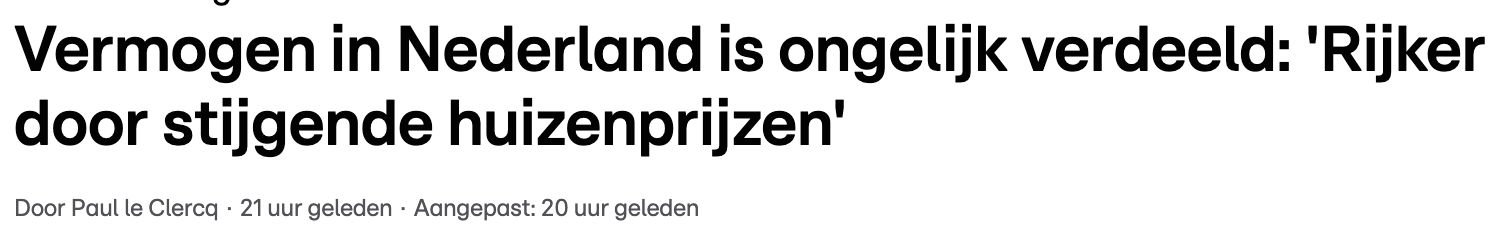 Vermogen in Nederland is ongelijk verdeeld: 'Rijker
door stijgende huizenprijzen'
Door Paul le Clercq · 21 uur geleden · Aangepast: 20 uur geleden